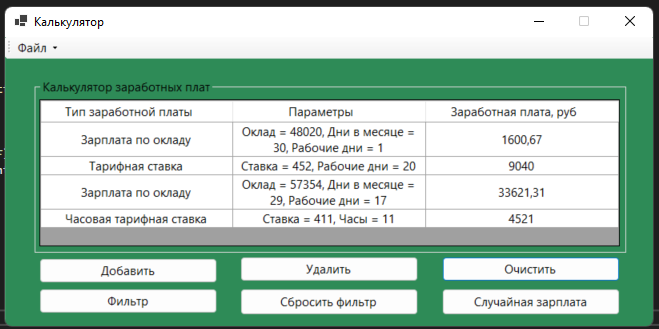 Калькулятор
Файл
Калькулятор заработных плат
Тип заработной платы Параметры Заработная плата, руб
Зарплата по окладу Оклад = 48020, Дни в месяце = 30, Рабочие дни = 1 1600,67
Тарифная ставка Ставка = 452, Рабочие дни = 20 9040
Зарплата по окладу Оклад = 57354, Дни в месяце = 29, Рабочие дни = 17 33621,31
Часовая тарифная ставка Ставка = 411, Часы = 11 4521
Добавить Удалить Очистить
Фильтр Сбросить фильтр Случайная зарплата